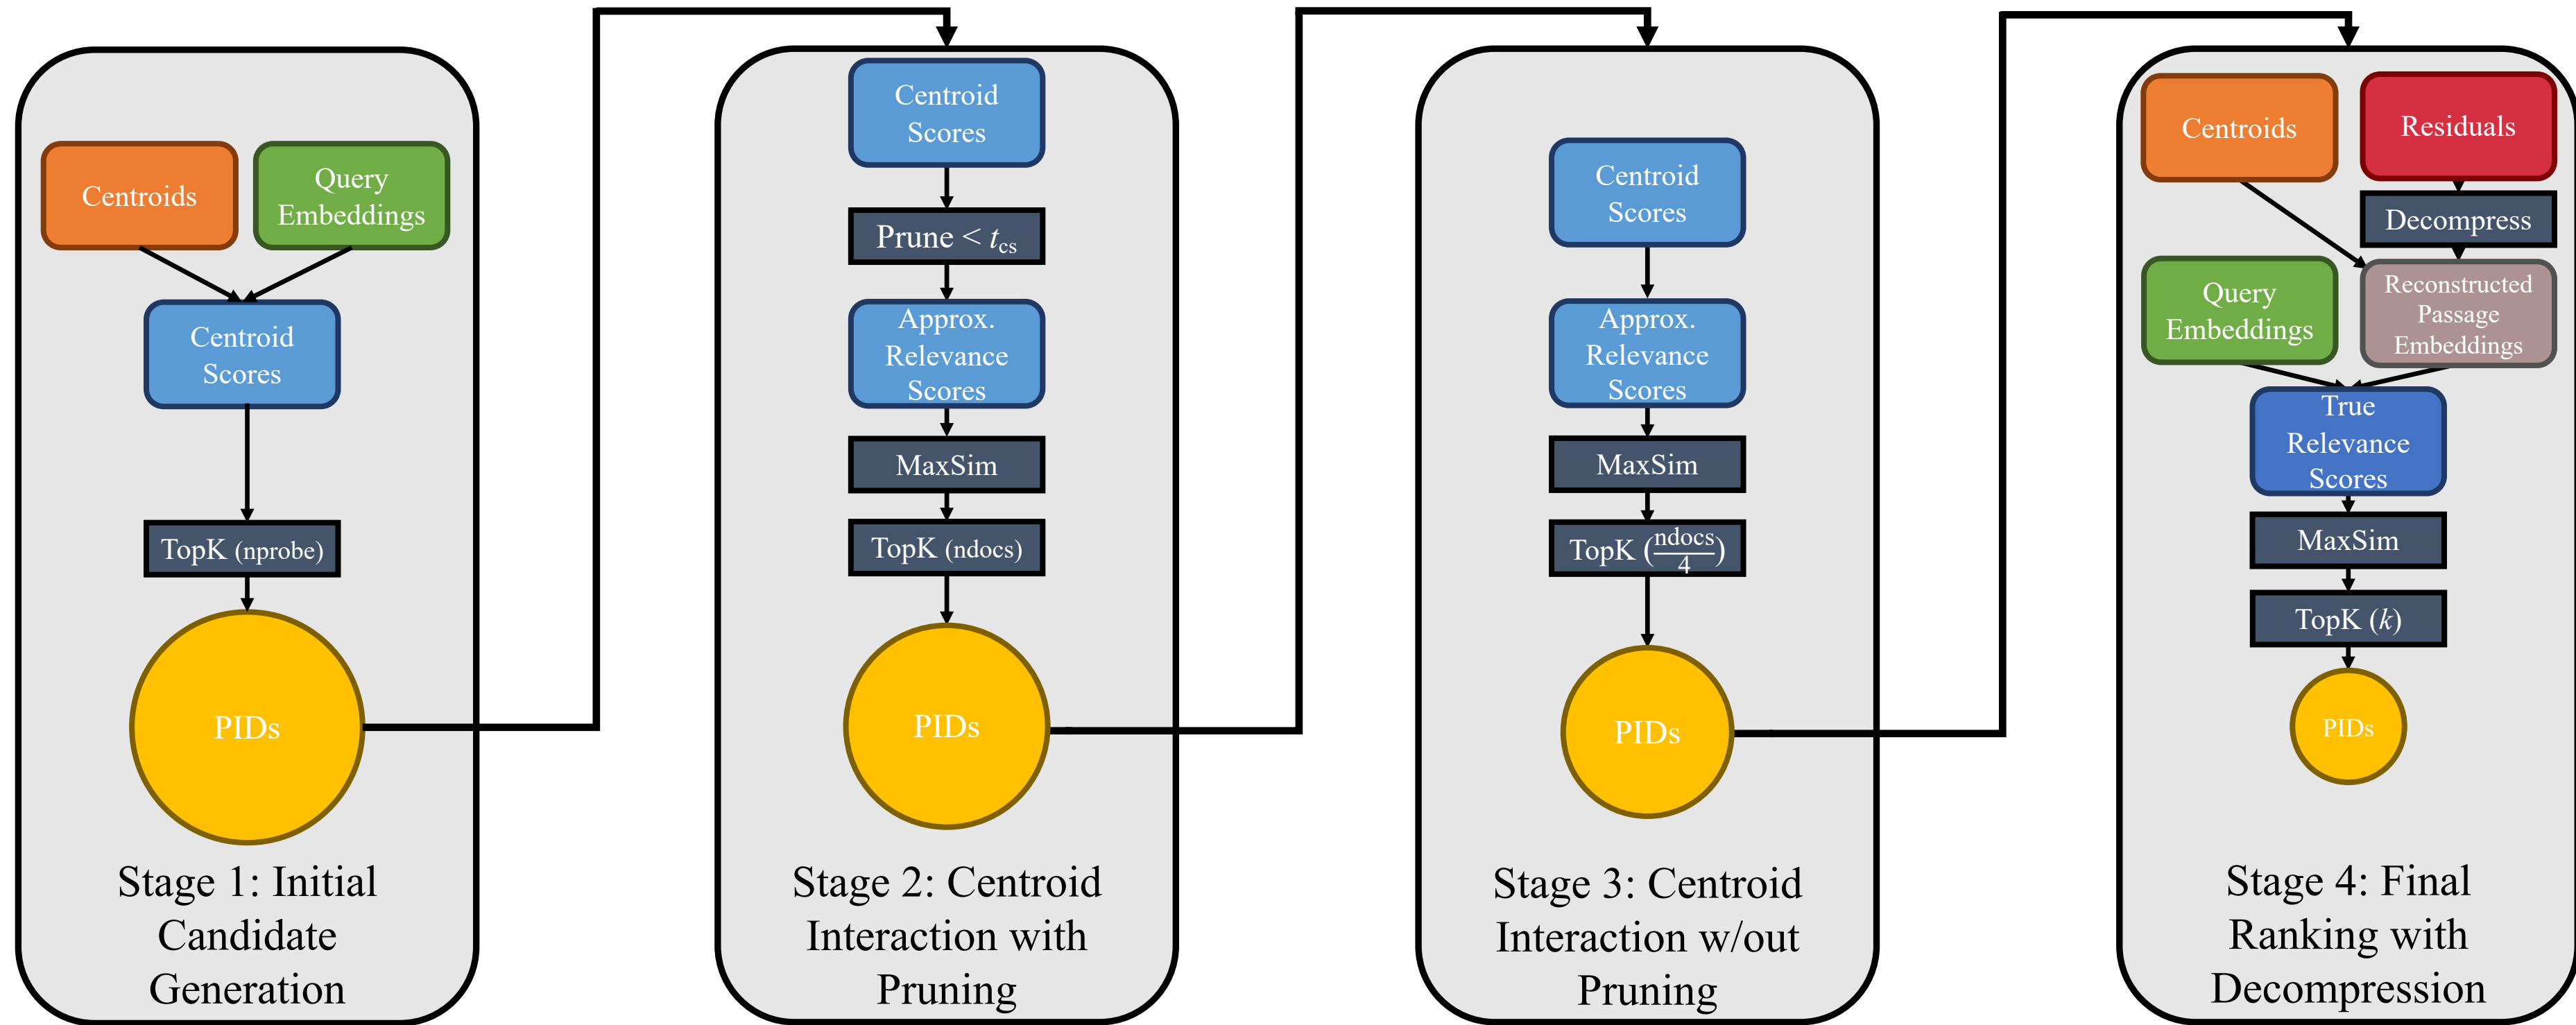 Centroids
Query
Embeddings
Centroid
Scores
TopK (nprobe)
PIDs
Stage 1: Initial
Candidate
Generation
Centroid
Scores
Prune < t_cs
Approx.
Relevance
Scores
MaxSim
TopK (ndocs)
PIDs
Stage 2: Centroid
Interaction with
Pruning
Centroid
Scores
Approx.
Relevance
Scores
MaxSim
TopK (ndocs/4)
PIDs
Stage 3: Centroid
Interaction w/out
Pruning
Centroids
Residuals
Decompress
Query
Embeddings
Reconstructed
Passage
Embeddings
True
Relevance
Scores
MaxSim
TopK (k)
PIDs
Stage 4: Final
Ranking with
Decompression